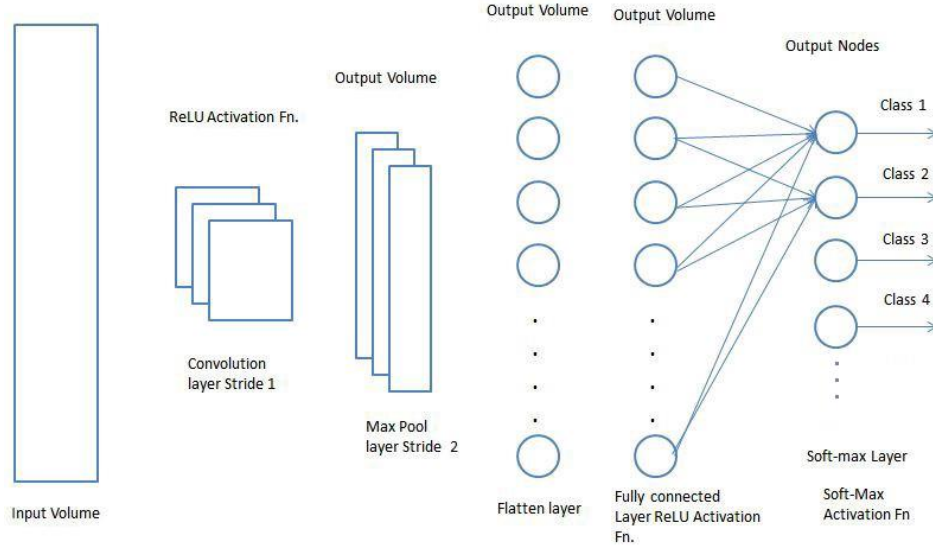 Input Volume
ReLU Activation Fn.
Convolution
layer Stride 1
Output Volume
Max Pool
layer Stride 2
Output Volume
Flatten layer
Output Volume
Fully connected
Layer ReLU Activation
Fn.
Output Nodes
Class 1
Class 2
Class 3
Class 4
Soft-max Layer
Soft-Max
Activation Fn